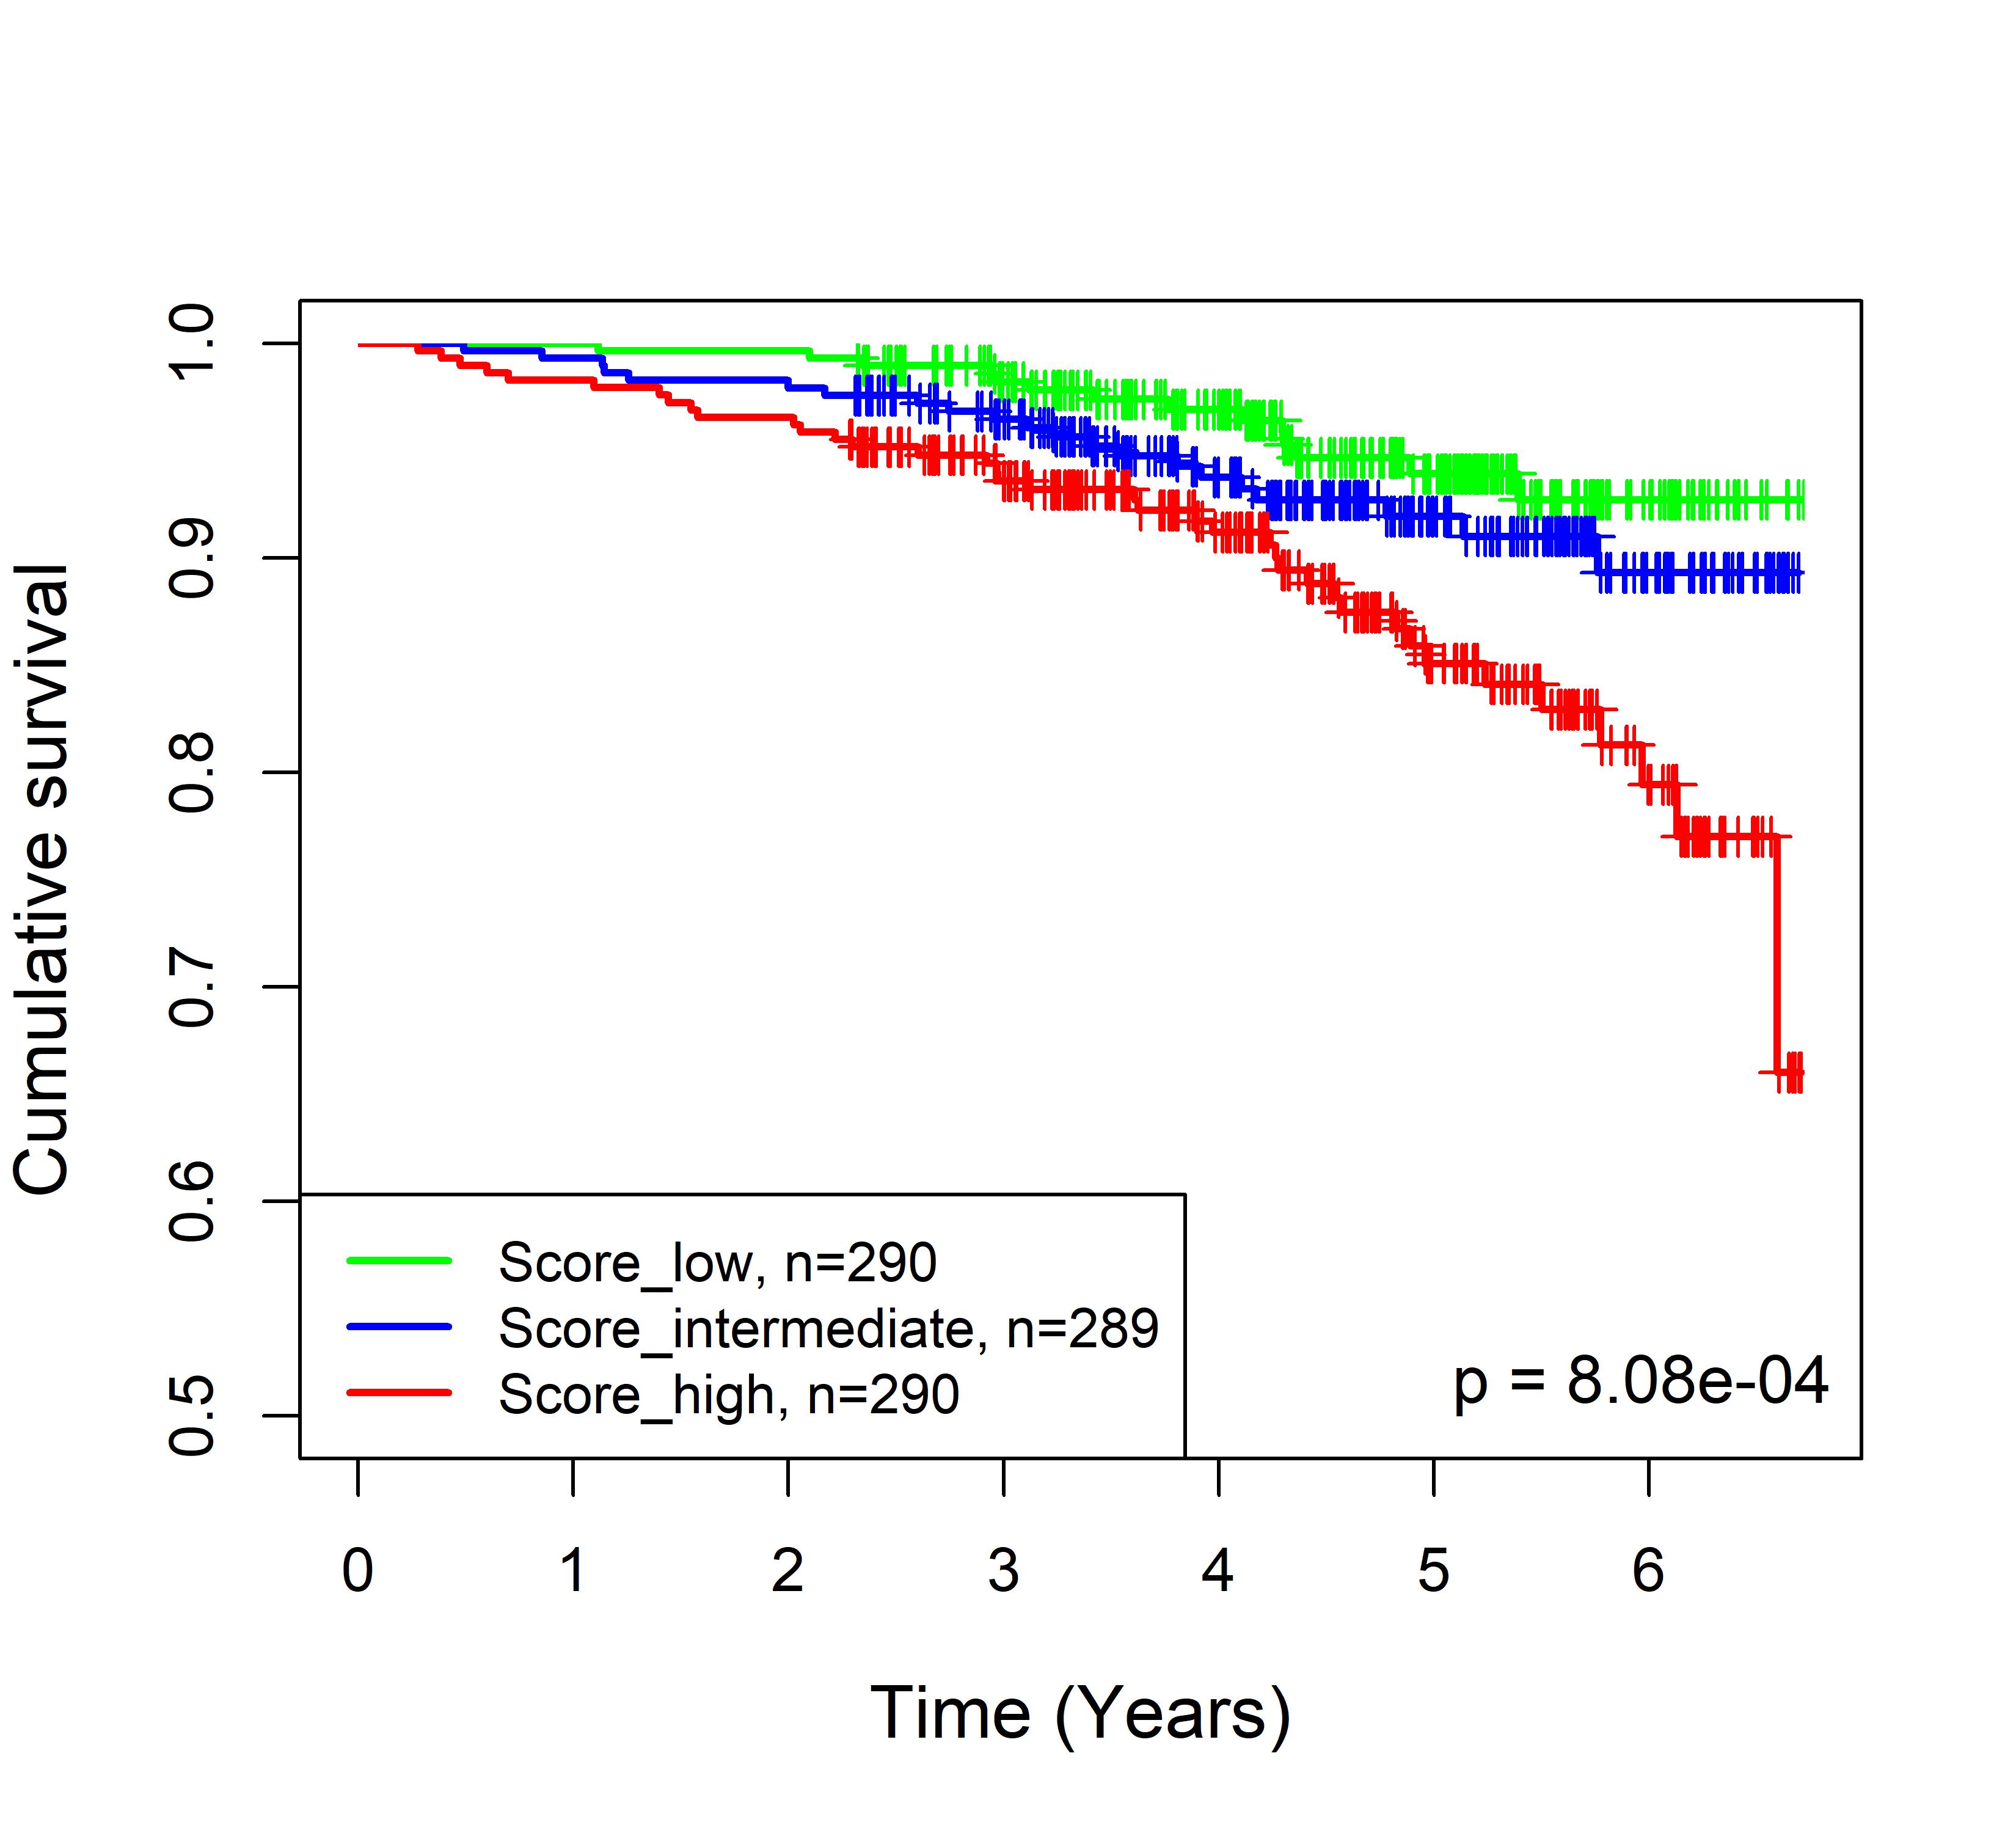 Cumulative survival
1.0
0.9
0.8
0.7
0.6
0.5
Score_low, n=290
Score_intermediate, n=289
Score_high, n=290
p = 8.08e-04
0 1 2 3 4 5 6
Time (Years)